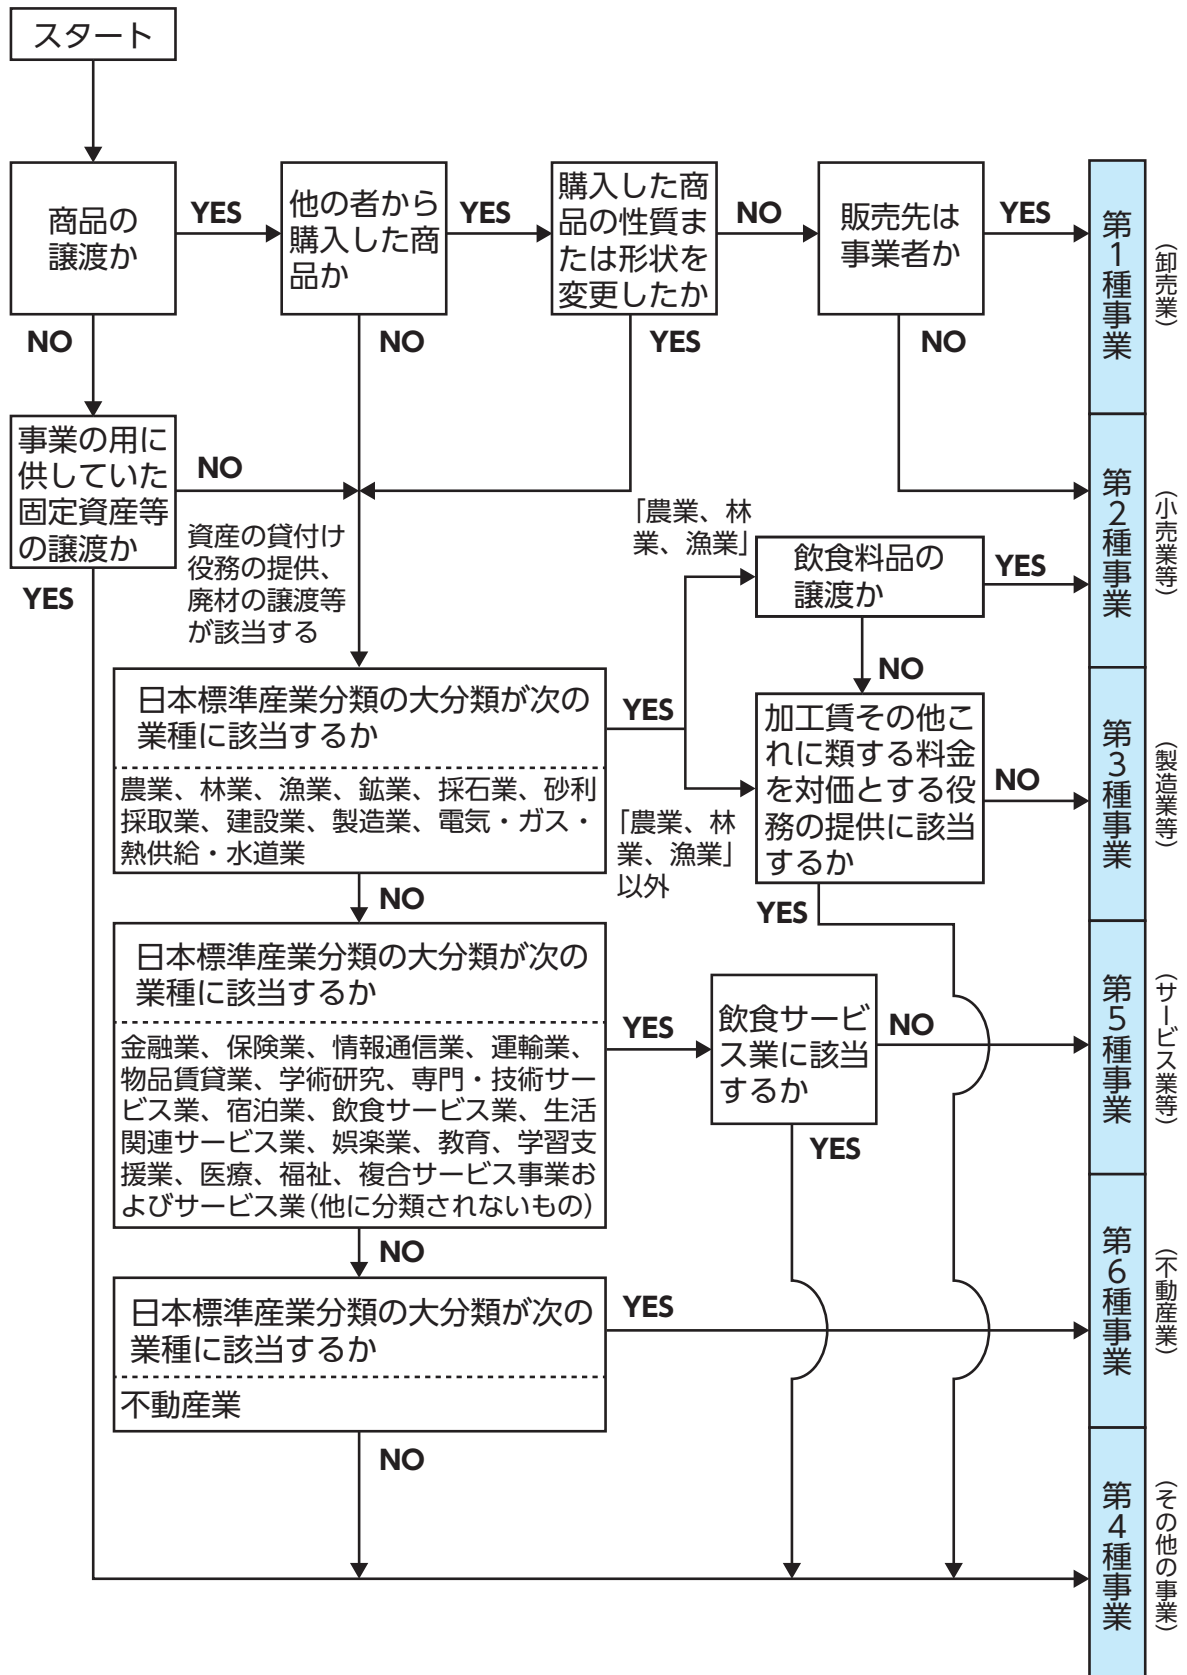 スタート
商品の
譲渡か
YES
他の者から
購入した商
品か
YES
購入した商
品の性質ま
たは形状を
変更したか
NO
販売先は
事業者か
YES
第1種事業
(卸売業)
NO
NO
YES
NO
事業の用に
供していた
固定資産等
の譲渡か
NO
YES
資産の貸付け
役務の提供、
廃材の譲渡等
が該当する
「農業、林
業、漁業」
飲食料品の
譲渡か
YES
第2種事業
(小売業等)
NO
日本標準産業分類の大分類が次の
業種に該当するか
農業、林業、漁業、鉱業、採石業、砂利
採取業、建設業、製造業、電気・ガス・
熱供給・水道業
YES
「農業、林
業、漁業」
以外
加工賃その他こ
れに類する料金
を対価とする役
務の提供に該当
するか
NO
第3種事業
(製造業等)
NO
YES
日本標準産業分類の大分類が次の
業種に該当するか
金融業、保険業、情報通信業、運輸業、
物品賃貸業、学術研究、専門・技術サー
ビス業、宿泊業、飲食サービス業、生活
関連サービス業、娯楽業、教育、学習支
援業、医療、福祉、複合サービス事業お
よびサービス業(他に分類されないもの)
YES
飲食サービ
ス業に該当
するか
NO
第5種事業
(サービス業等)
YES
NO
日本標準産業分類の大分類が次の
業種に該当するか
不動産業
YES
第6種事業
(不動産業)
NO
第4種事業
(その他の事業)